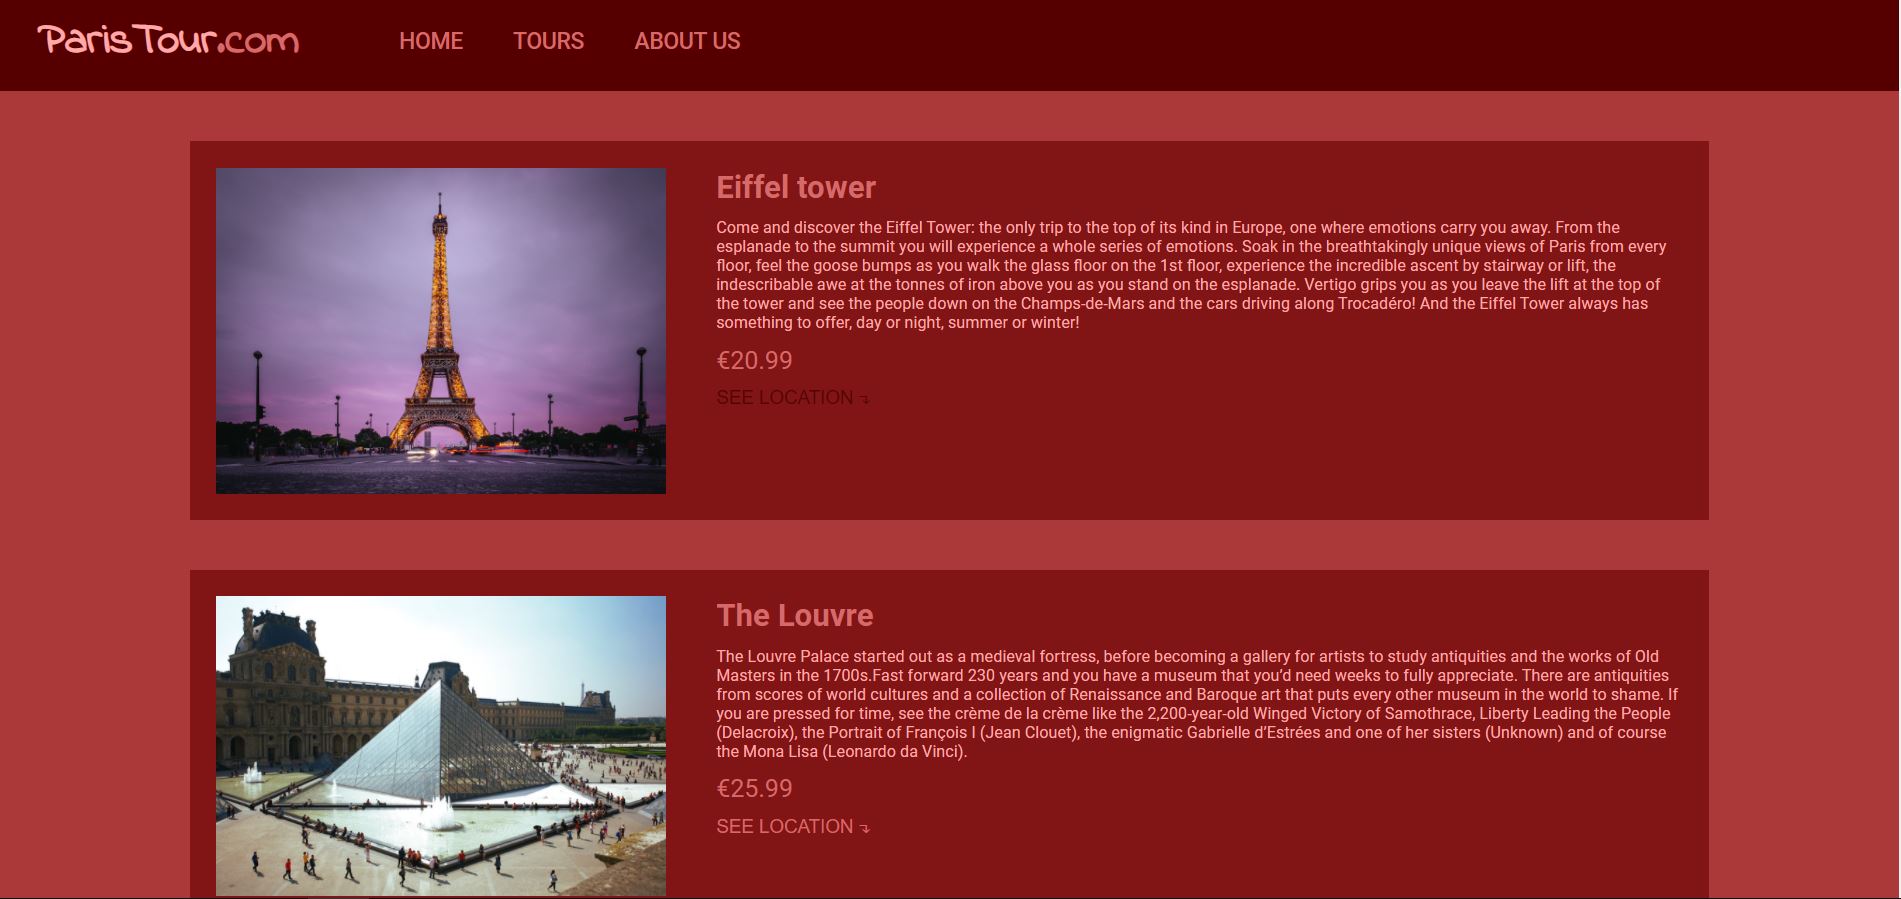 ParisTour.com
HOME TOURS ABOUT US
Eiffel tower
Come and discover the Eiffel Tower: the only trip to the top of its kind in Europe, one where emotions carry you away. From the
esplanade to the summit you will experience a whole series of emotions. Soak in the breathtakingly unique views of Paris from every
floor, feel the goose bumps as you walk the glass floor on the 1st floor, experience the incredible ascent by stairway or lift, the
indescribable awe at the tonnes of iron above you as you stand on the esplanade. Vertigo grips you as you leave the lift at the top of
the tower and see the people down on the Champs-de-Mars and the cars driving along Trocadéro! And the Eiffel Tower always has
something to offer, day or night, summer or winter!
€20.99
SEE LOCATION ↴
The Louvre
The Louvre Palace started out as a medieval fortress, before becoming a gallery for artists to study antiquities and the works of Old
Masters in the 1700s.Fast forward 230 years and you have a museum that you’d need weeks to fully appreciate. There are antiquities
from scores of world cultures and a collection of Renaissance and Baroque art that puts every other museum in the world to shame. If
you are pressed for time, see the crème de la crème like the 2,200-year-old Winged Victory of Samothrace, Liberty Leading the People
(Delacroix), the Portrait of François I (Jean Clouet), the enigmatic Gabrielle d’Estrées and one of her sisters (Unknown) and of course
the Mona Lisa (Leonardo da Vinci).
€25.99
SEE LOCATION ↴